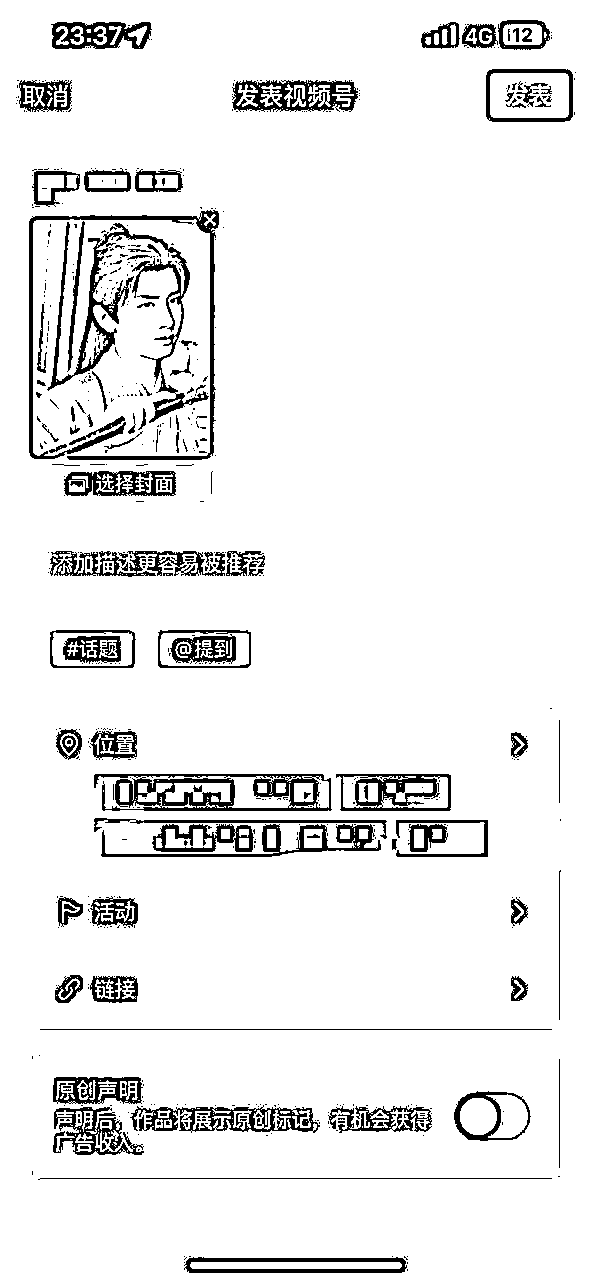 23:37 4G 12
取消 发表视频号 发表
选择封面
添加描述更容易被推荐
#话题 @提到
位置
活动
链接
原创声明
声明后，作品将展示原创标记，有机会获得
广告收入。